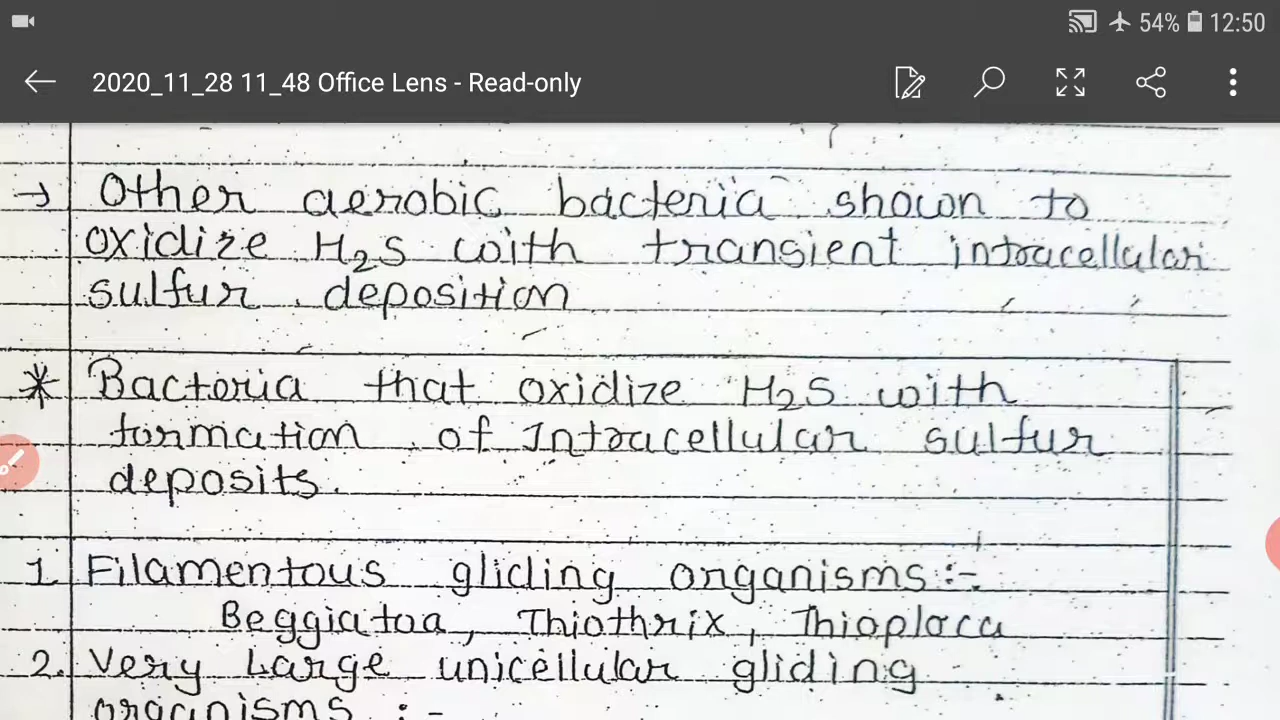 54% 12:50
2020_11_28 11_48 Office Lens - Read-only
→ Other aerobic bacteria shown to
oxidize H2S with transient intracellular
sulfur deposition
* Bacteria that oxidize H2S with
formation of Intracellular sulfur
deposits.
1. Filamentous gliding organisms:-
Beggiatoa, Thiothrix, Thioploca
2. Very Large unicellular gliding
organisms :-